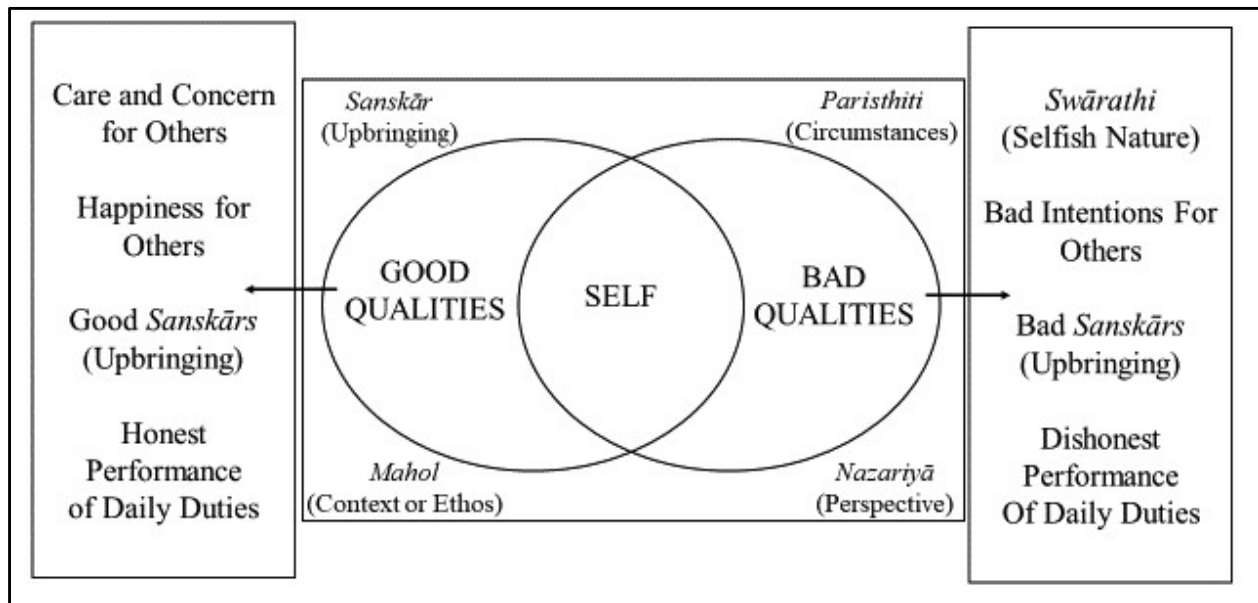 Care and Concern
for Others
Happiness for
Others
Good Sanskārs
(Upbringing)
Honest
Performance
of Daily Duties
Sanskār
(Upbringing)
Paristhiti
(Circumstances)
GOOD
QUALITIES
SELF
BAD
QUALITIES
Mahol
(Context or Ethos)
Nazariyā
(Perspective)
Swārathi
(Selfish Nature)
Bad Intentions For
Others
Bad Sanskārs
(Upbringing)
Dishonest
Performance
Of Daily Duties